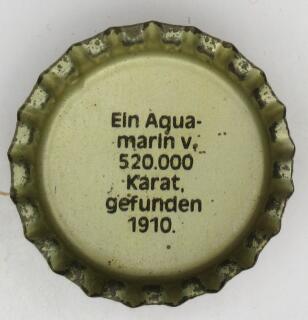 Ein Aqua-
marin v.
520.000
Karat,
gefunden
1910.